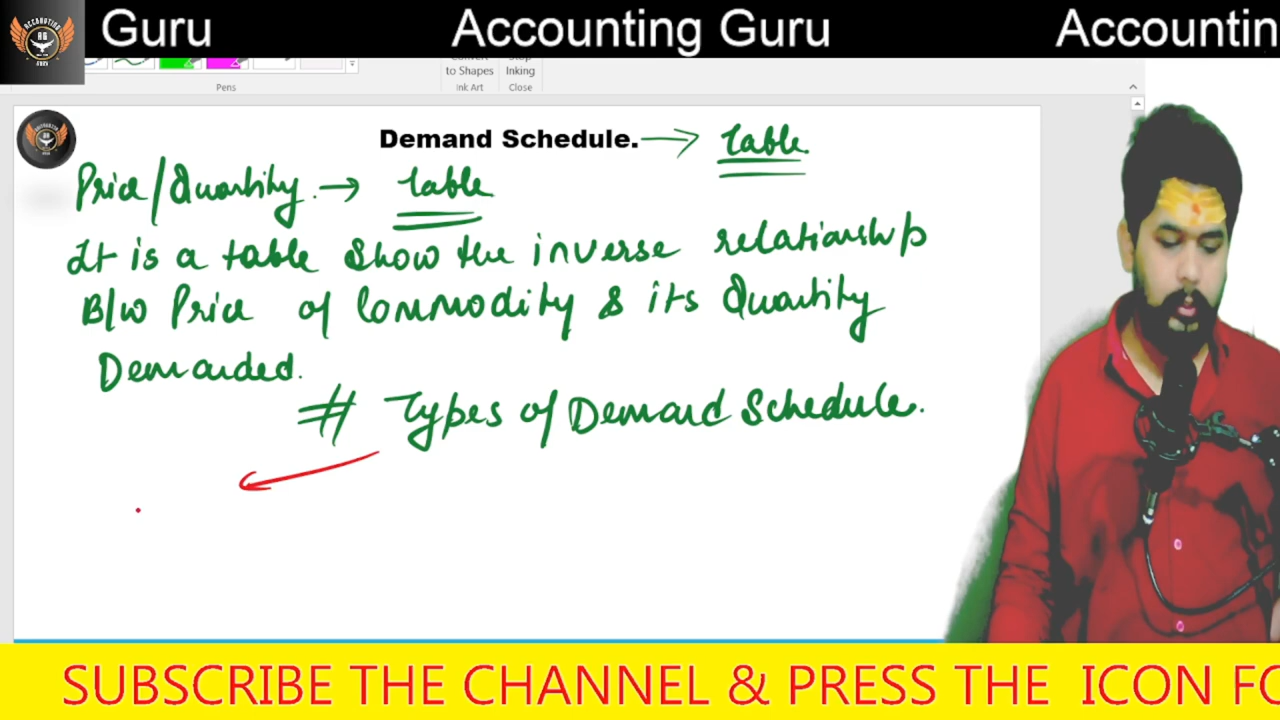 Guru Accounting Guru Accountin
to Shapes Inking
Pens Ink Art Close
Demand Schedule. → table.
Price/Quantity. → table
It is a table Show the inverse relationship
B/w Price of Commodity & its Quantity
Demanded.
# Types of Demand Schedule.
SUBSCRIBE THE CHANNEL & PRESS THE ICON FO